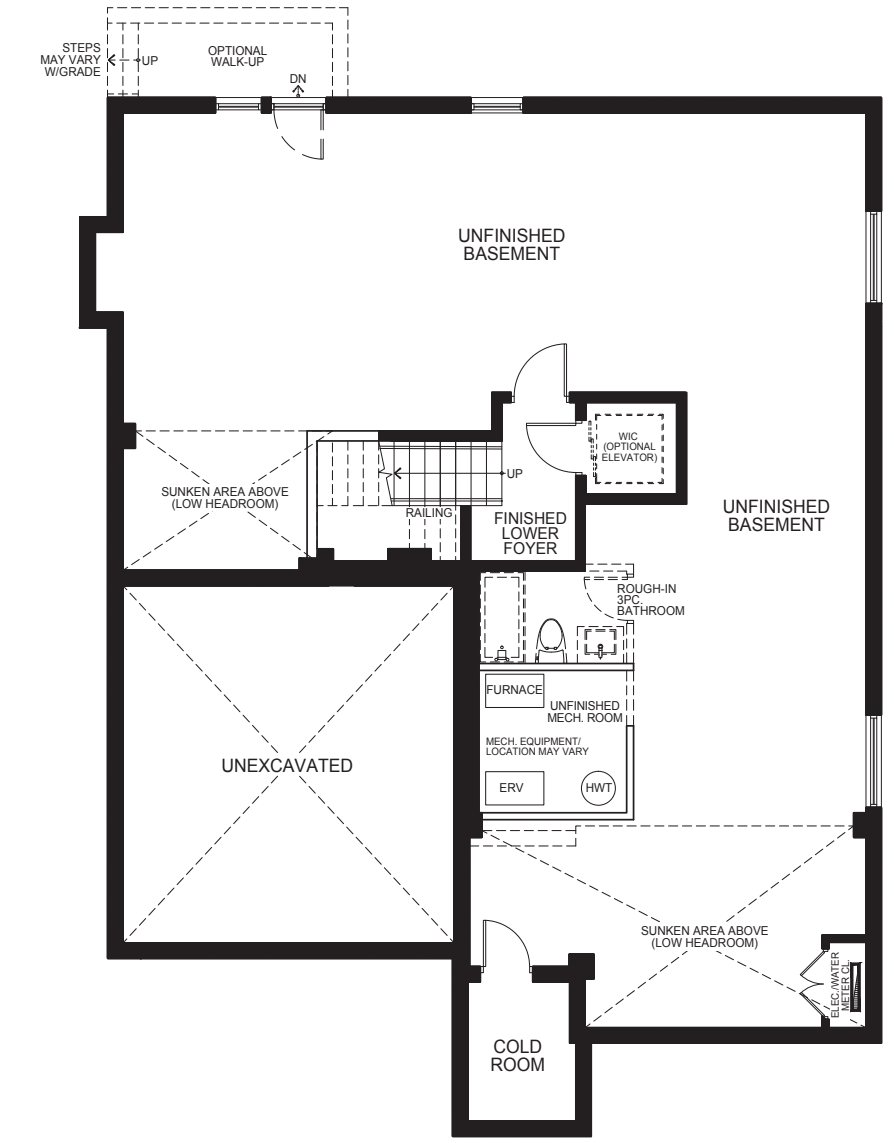 STEPS
MAY VARY
W/GRADE
UP
OPTIONAL
WALK-UP
DN
UNFINISHED
BASEMENT
WIC
(OPTIONAL
ELEVATOR)
SUNKEN AREA ABOVE
(LOW HEADROOM)
UP
RAILING
FINISHED
LOWER
FOYER
UNFINISHED
BASEMENT
ROUGH-IN
3PC.
BATHROOM
FURNACE
UNFINISHED
MECH. ROOM
MECH. EQUIPMENT/
LOCATION MAY VARY
ERV
HWT
UNEXCAVATED
SUNKEN AREA ABOVE
(LOW HEADROOM)
ELEC./WATER
METER CL.
COLD
ROOM